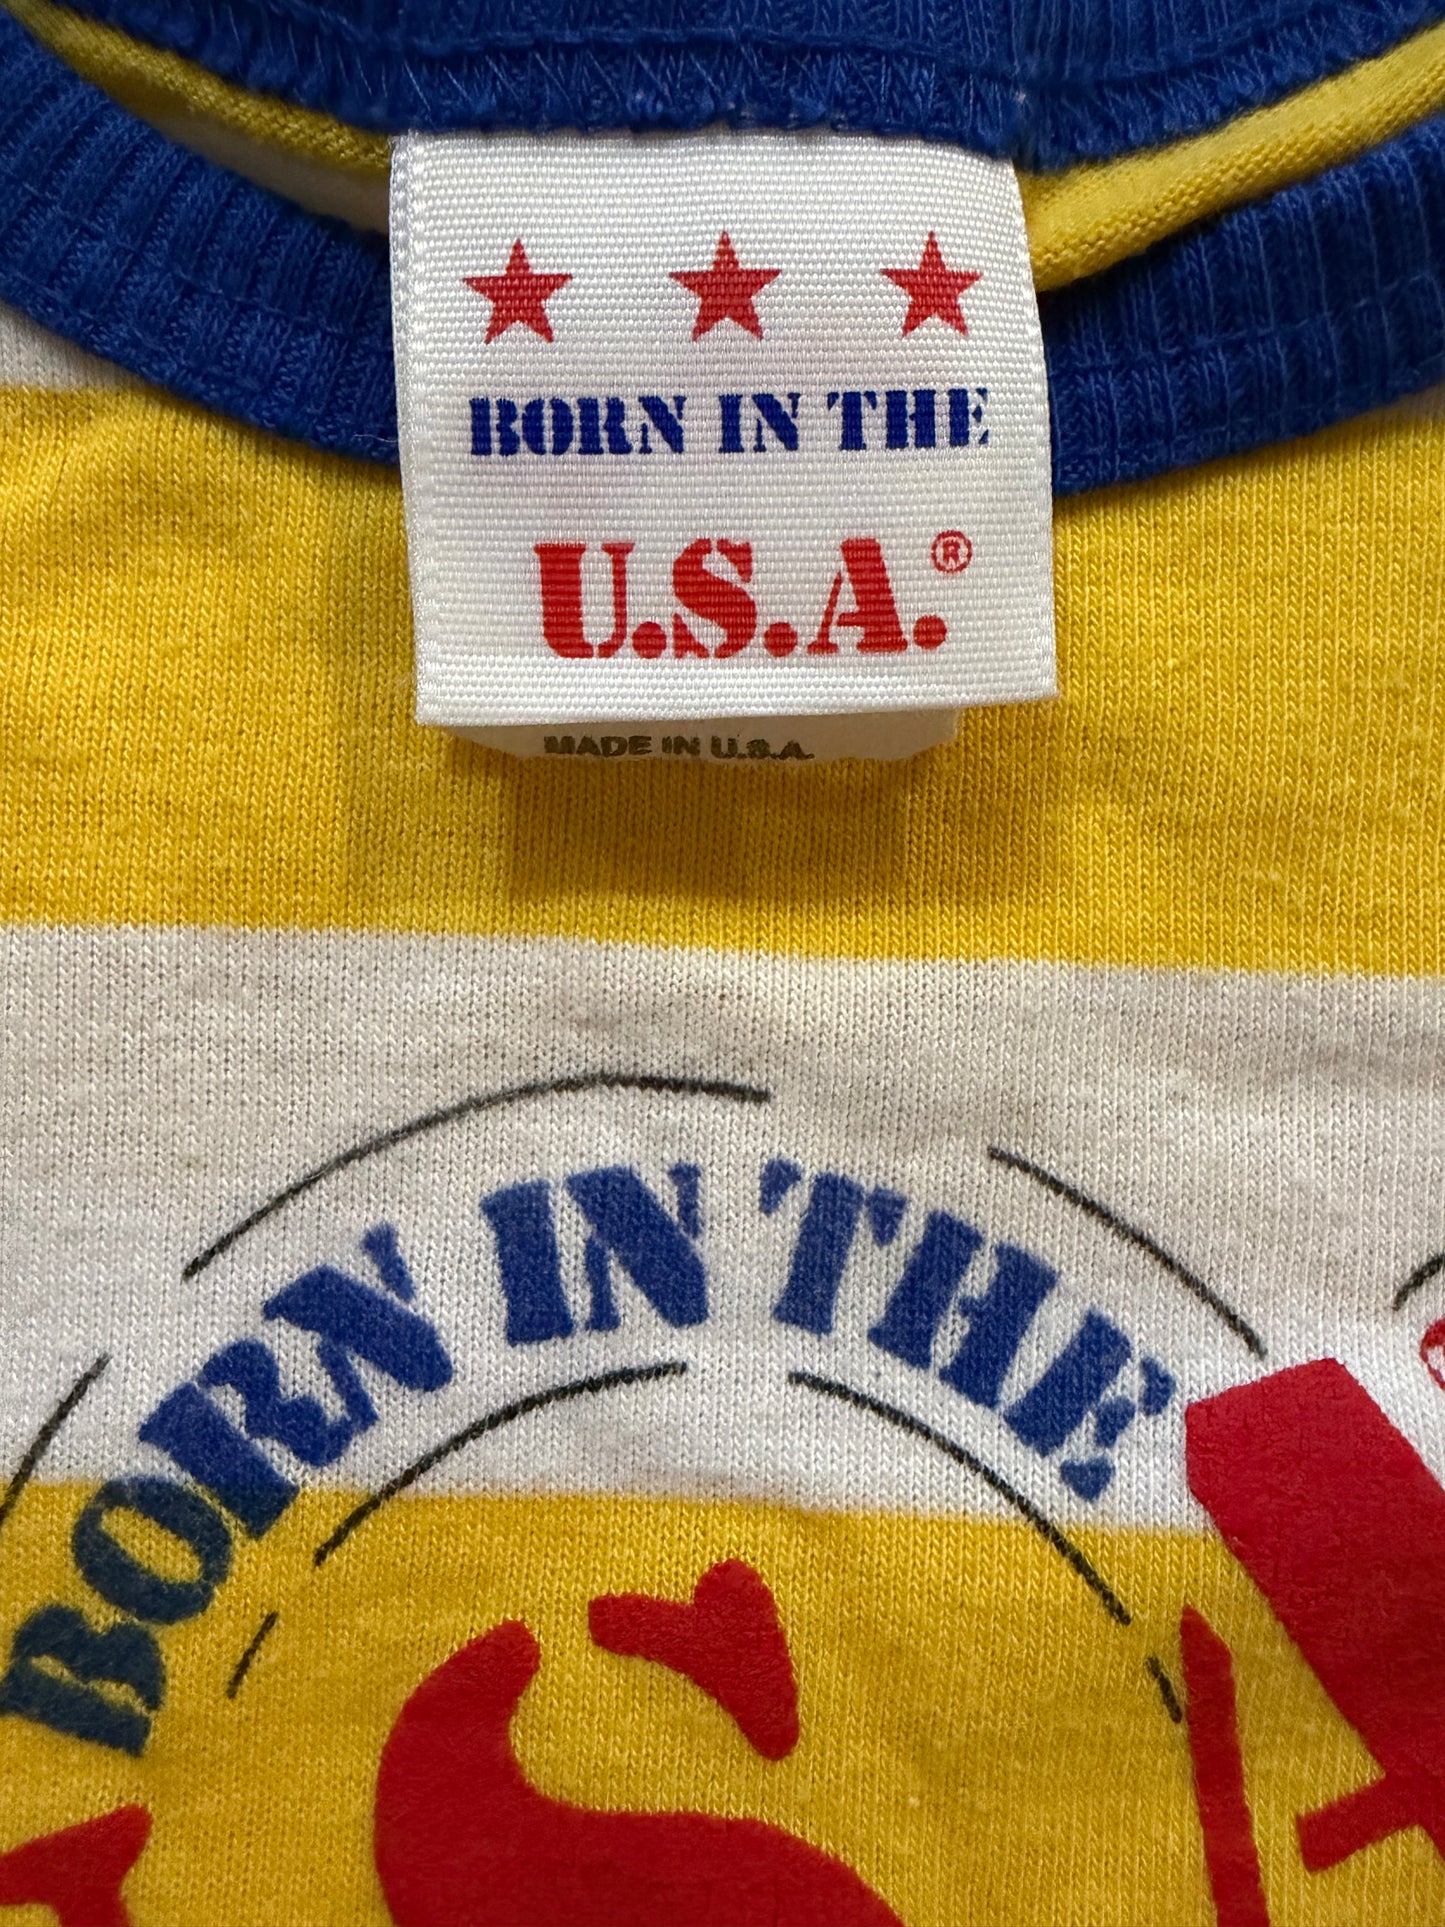 BORN IN THE
U.S.A.®
MADE IN U.S.A.
BORN IN THE
U.S.A